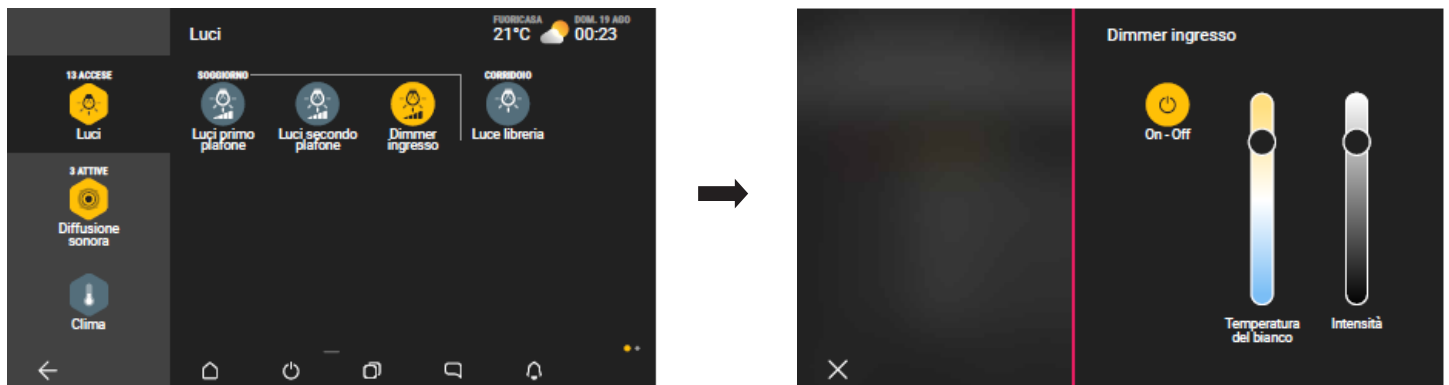 Luci
FUORICASA
21°C
DOM. 19 AGO
00:23
13 ACCESE
Luci
3 ATTIVE
Diffusione
sonora
Clima
SOGGIORNO
Luci primo
plafone
Luci secondo
plafone
Dimmer
ingresso
CORRIDOIO
Luce libreria
Dimmer ingresso
On - Off
Temperatura
del bianco
Intensità